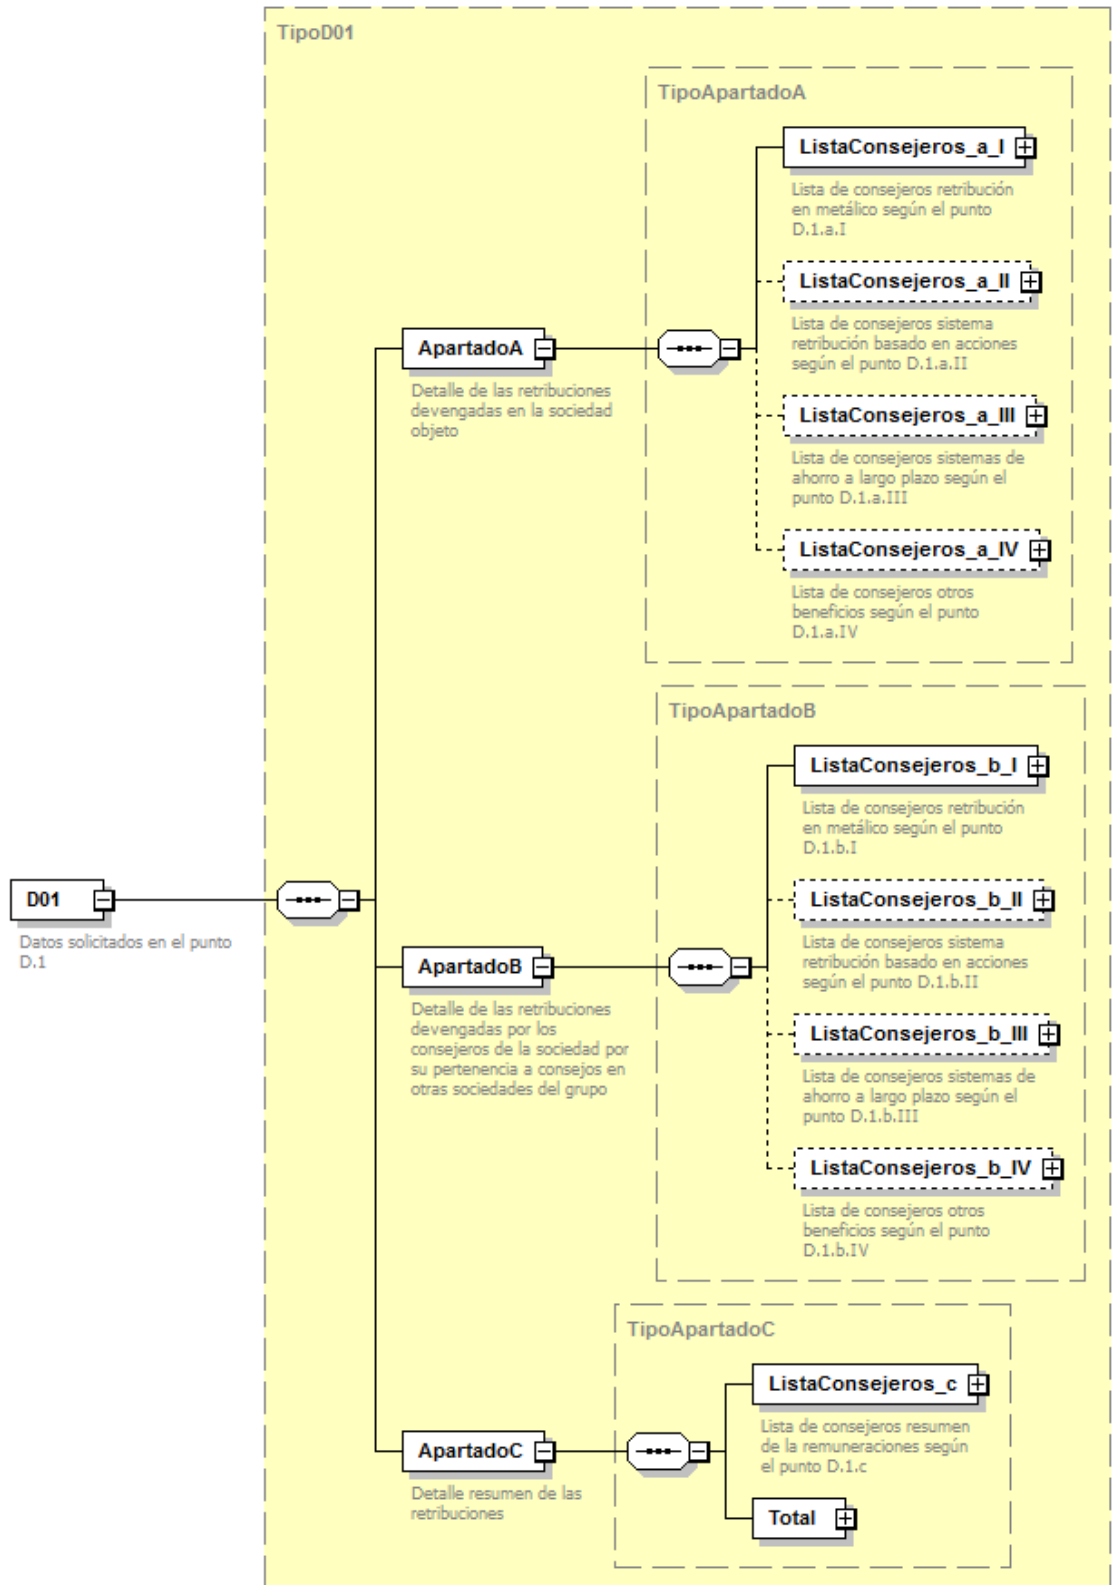 TipoD01
TipoApartadoA
ListaConsejeros_a_I
Lista de consejeros retribución
en metálico según el punto
D.1.a.I
ListaConsejeros_a_II
Lista de consejeros sistema
retribución basado en acciones
según el punto D.1.a.II
ApartadoA
Detalle de las retribuciones
devengadas en la sociedad
objeto
ListaConsejeros_a_III
Lista de consejeros sistemas de
ahorro a largo plazo según el
punto D.1.a.III
ListaConsejeros_a_IV
Lista de consejeros otros
beneficios según el punto
D.1.a.IV
TipoApartadoB
ListaConsejeros_b_I
Lista de consejeros retribución
en metálico según el punto
D.1.b.I
D01
Datos solicitados en el punto
D.1
ListaConsejeros_b_II
Lista de consejeros sistema
retribución basado en acciones
según el punto D.1.b.II
ApartadoB
Detalle de las retribuciones
devengadas por los
consejeros de la sociedad por
su pertenencia a consejos en
otras sociedades del grupo
ListaConsejeros_b_III
Lista de consejeros sistemas de
ahorro a largo plazo según el
punto D.1.b.III
ListaConsejeros_b_IV
Lista de consejeros otros
beneficios según el punto
D.1.b.IV
TipoApartadoC
ListaConsejeros_c
Lista de consejeros resumen
de la remuneraciones según
el punto D.1.c
ApartadoC
Detalle resumen de las
retribuciones
Total